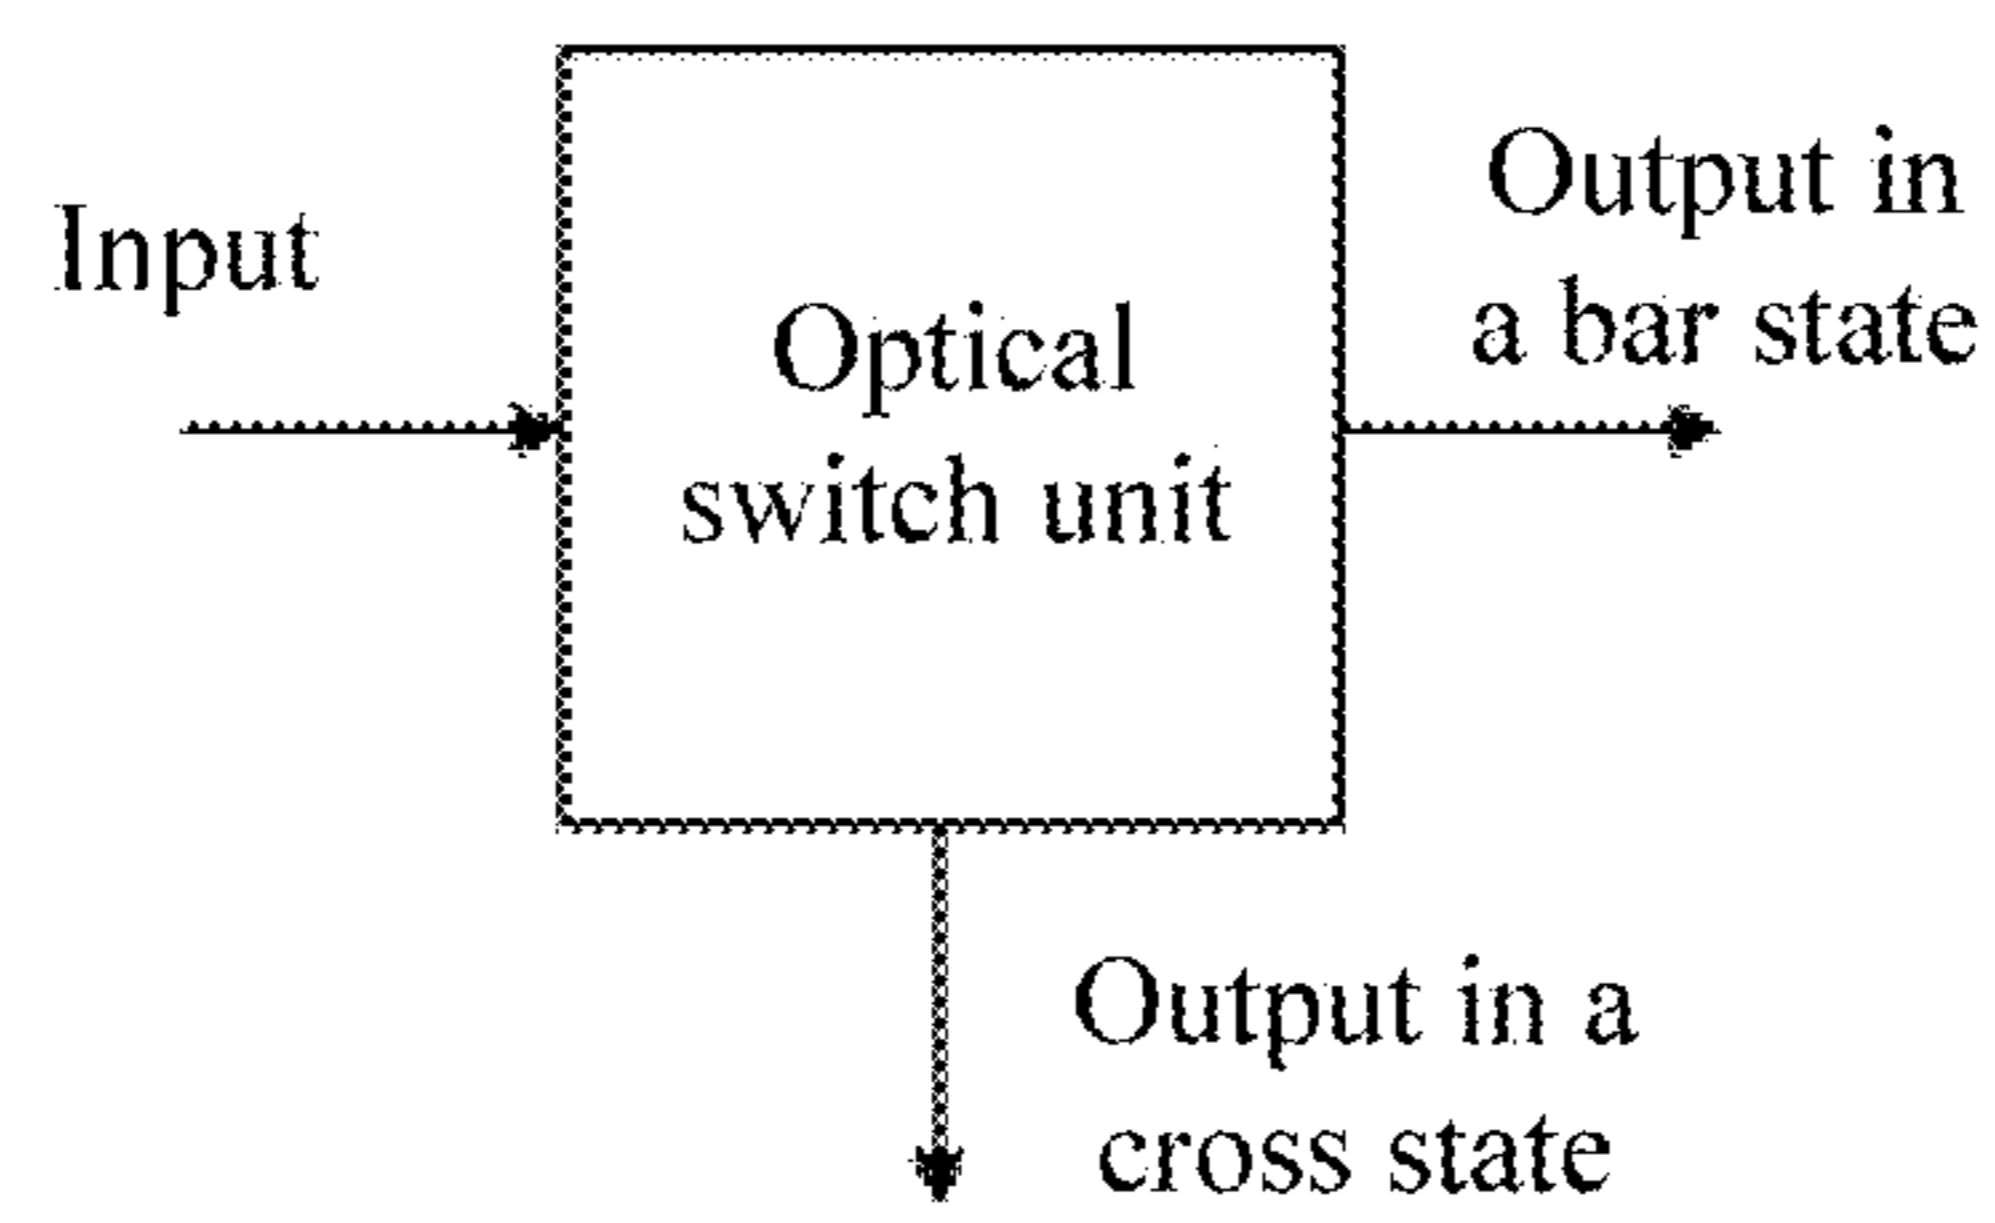 Input
Optical
switch unit
Output in
a bar state
Output in a
cross state